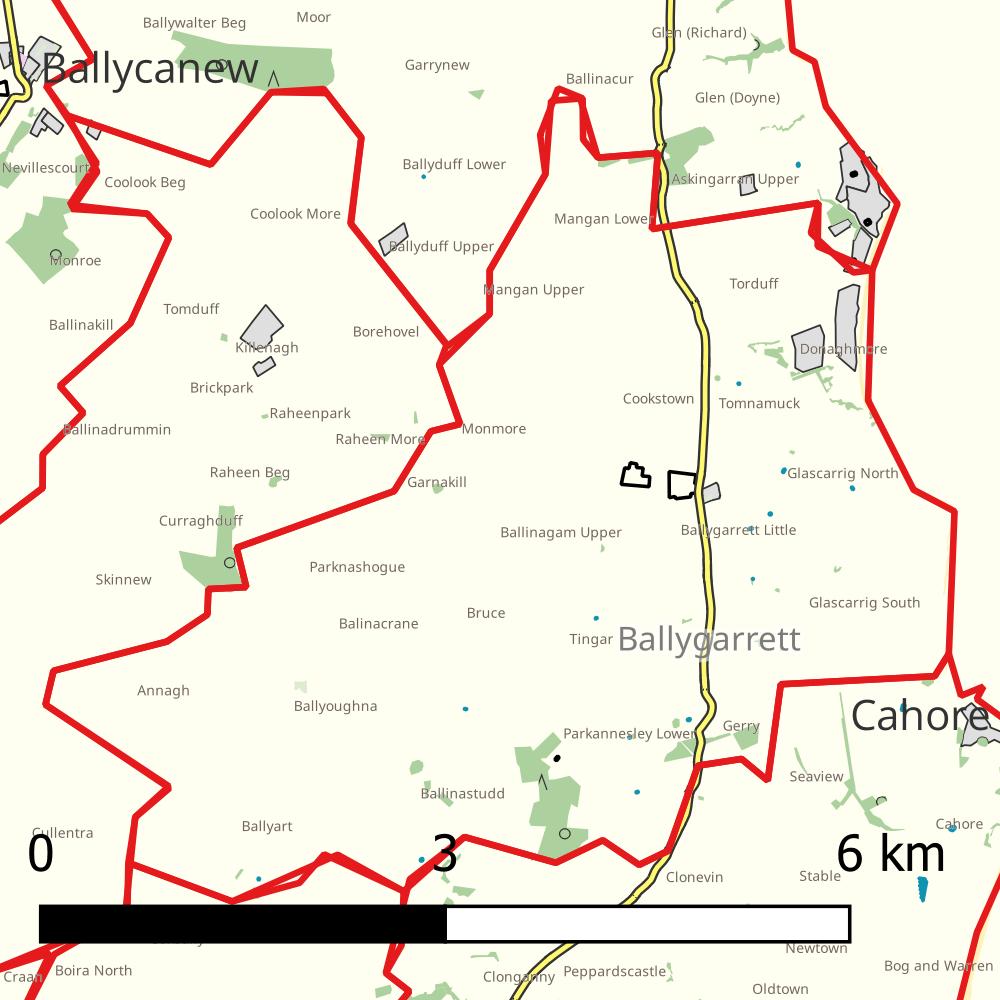 Moor
Ballywalter Beg
Glen (Richard)
Ballycanew
Garrynew
Ballinacur
Glen (Doyne)
Nevillescourt
Ballyduff Lower
Coolook Beg
Askingarran Upper
Coolook More
Mangan Lower
Ballyduff Upper
Monroe
Torduff
Mangan Upper
Tomduff
Ballinakill
Borehovel
Killenagh
Donaghmore
Brickpark
Cookstown
Tomnamuck
Raheenpark
Ballinadrummin
Raheen More
Monmore
Raheen Beg
Garnakill
Glascarrig North
Curraghduff
Ballinagam Upper
Ballygarrett Little
Parknashogue
Skinnew
Glascarrig South
Bruce
Balinacrane
Tingar
Ballygarrett
Annagh
Ballyoughna
Cahore
Gerry
Parkannesley Lower
Seaview
Ballinastudd
Cahore
Ballyart
Cullentra
0
3
6 km
Stable
Clonevin
Newtown
Bog and Warren
Boira North
Peppardscastle
Craan
Clonganny
Oldtown